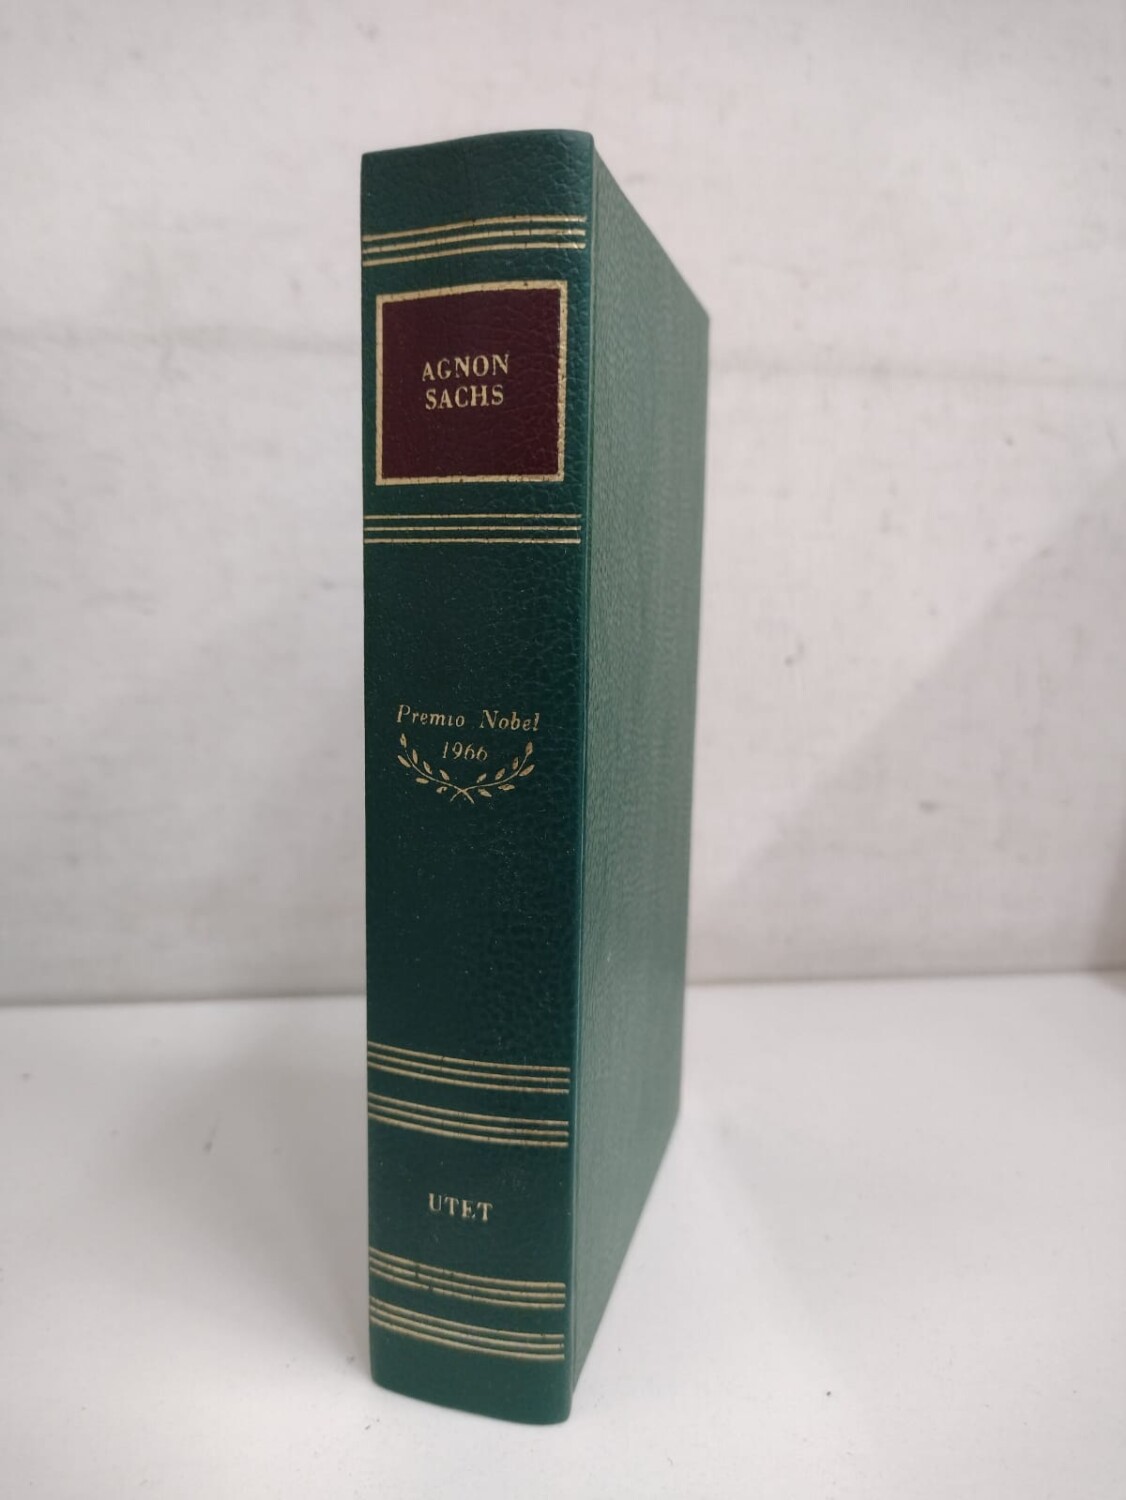 AGNON
SACHS
Premio Nobel
1966
UTET